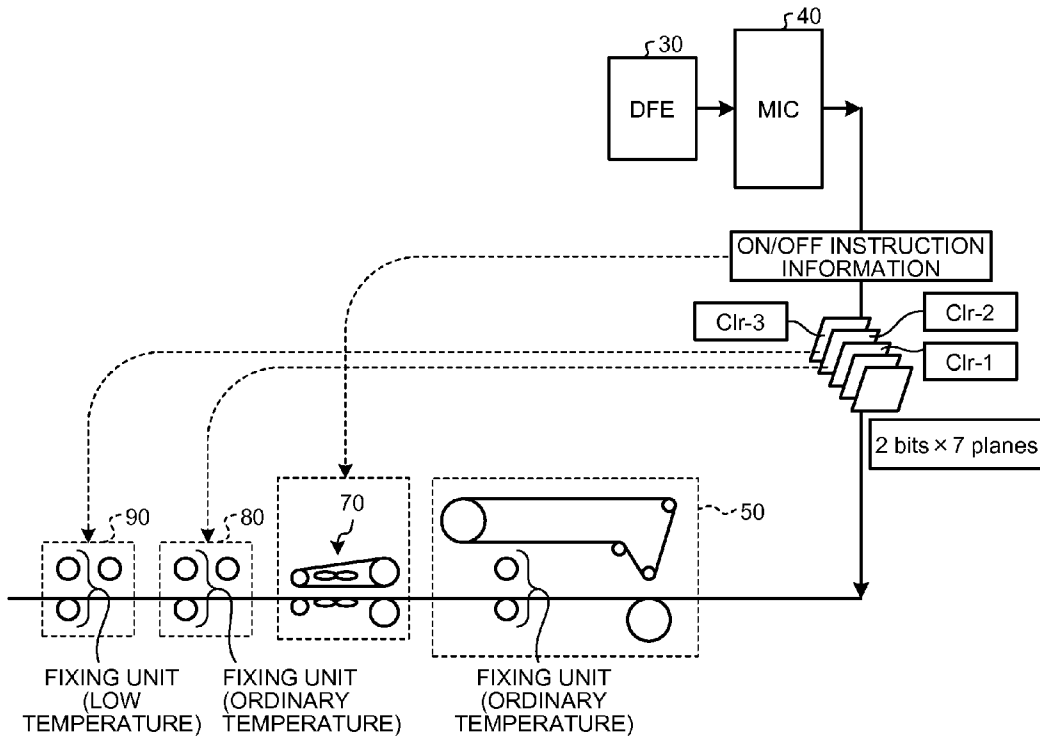 40
30
DFE
MIC
ON/OFF INSTRUCTION
INFORMATION
Clr-3
Clr-2
Clr-1
2 bits × 7 planes
90
80
70
50
FIXING UNIT
(LOW
TEMPERATURE)
FIXING UNIT
(ORDINARY
TEMPERATURE)
FIXING UNIT
(ORDINARY
TEMPERATURE)